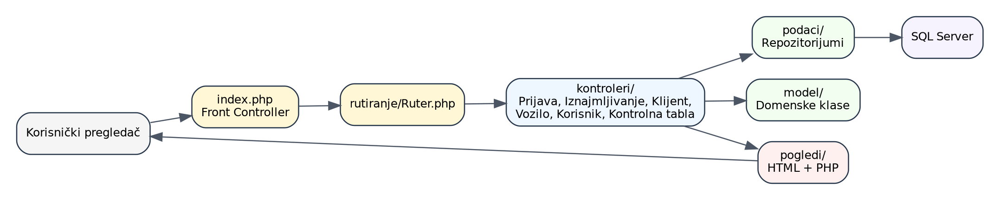 Korisnički pregledač
index.php
Front Controller
rutiranje/Ruter.php
kontroleri/
Prijava, Iznajmljivanje, Klijent,
Vozilo, Korisnik, Kontrolna tabla
podaci/
Repozitorijumi
SQL Server
model/
Domenske klase
pogledi/
HTML + PHP